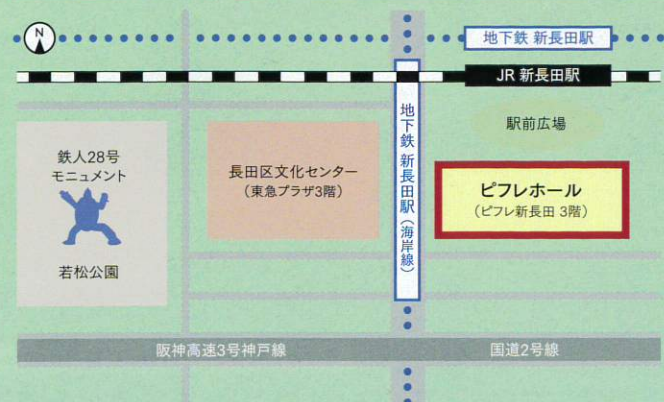 N
地下鉄 新長田駅
JR 新長田駅
駅前広場
鉄人28号
モニュメント
若松公園
長田区文化センター
（東急プラザ3階）
地下鉄 新長田駅（海岸線）
ピフレホール
（ピフレ新長田 3階）
阪神高速3号神戸線
国道2号線